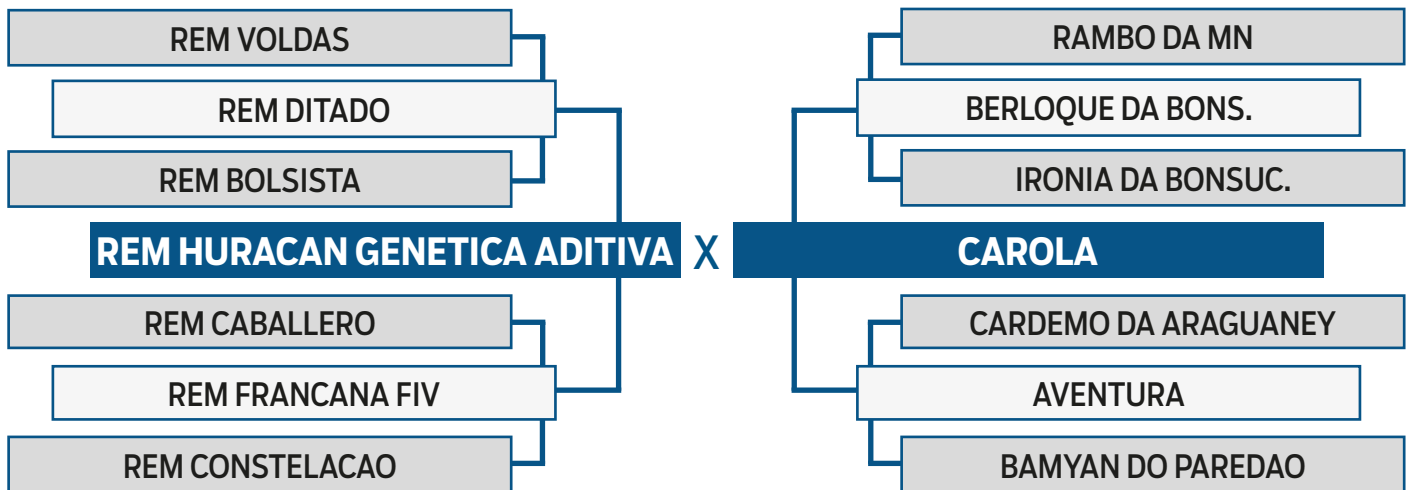 REM VOLDAS
RAMBO DA MN
REM DITADO
BERLOQUE DA BONS.
REM BOLSISTA
IRONIA DA BONSUC.
REM HURACAN GENETICA ADITIVA X CAROLA
REM CABALLERO
CARDEMO DA ARAGUANEY
REM FRANCANA FIV
AVENTURA
REM CONSTELACAO
BAMYAN DO PAREDAO